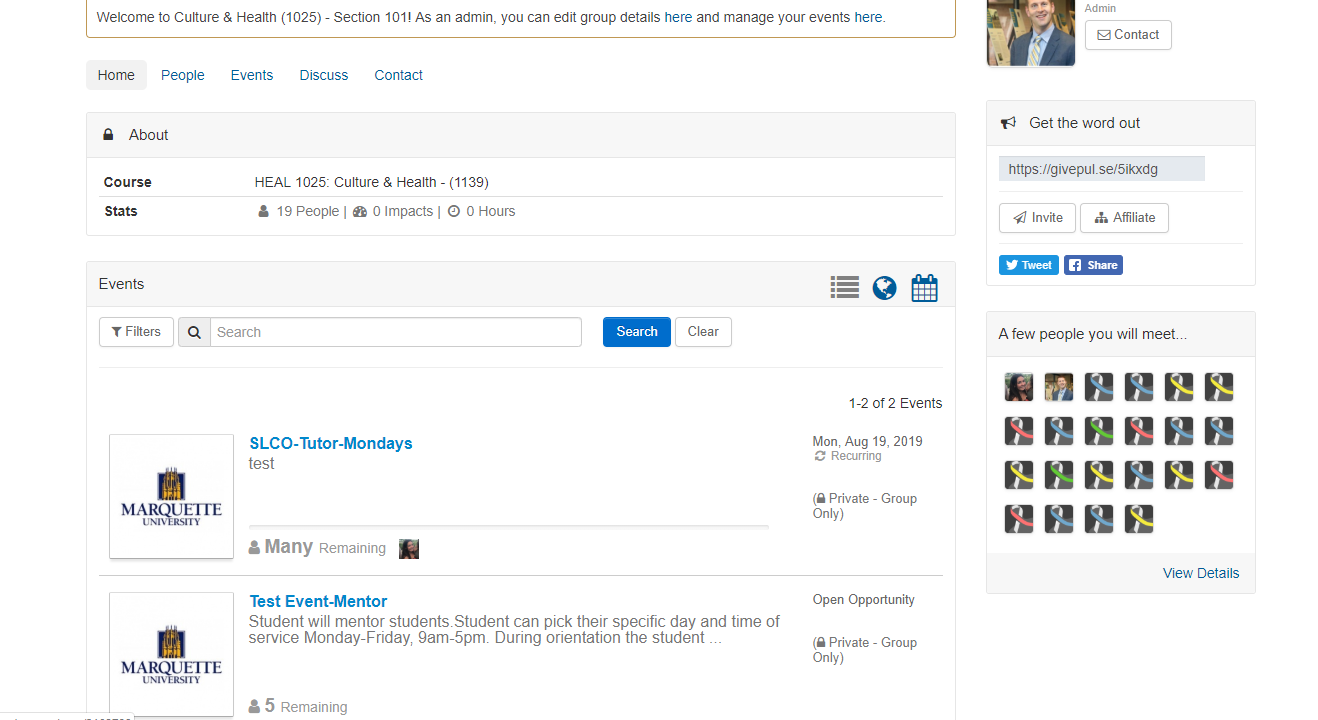 Welcome to Culture & Health (1025) - Section 101! As an admin, you can edit group details here and manage your events here.
Admin
Contact
Home People Events Discuss Contact
About
Course HEAL 1025: Culture & Health - (1139)
Stats 19 People | 0 Impacts | 0 Hours
Events
Filters Search Search Clear
1-2 of 2 Events
MARQUETTE
UNIVERSITY
SLCO-Tutor-Mondays
test
Mon, Aug 19, 2019
Recurring
(Private - Group
Only)
Many Remaining
MARQUETTE
UNIVERSITY
Test Event-Mentor
Student will mentor students.Student can pick their specific day and time of
service Monday-Friday, 9am-5pm. During orientation the student ...
Open Opportunity
(Private - Group
Only)
5 Remaining
Get the word out
https://givepul.se/5ikxdg
Invite Affiliate
Tweet Share
A few people you will meet...
View Details